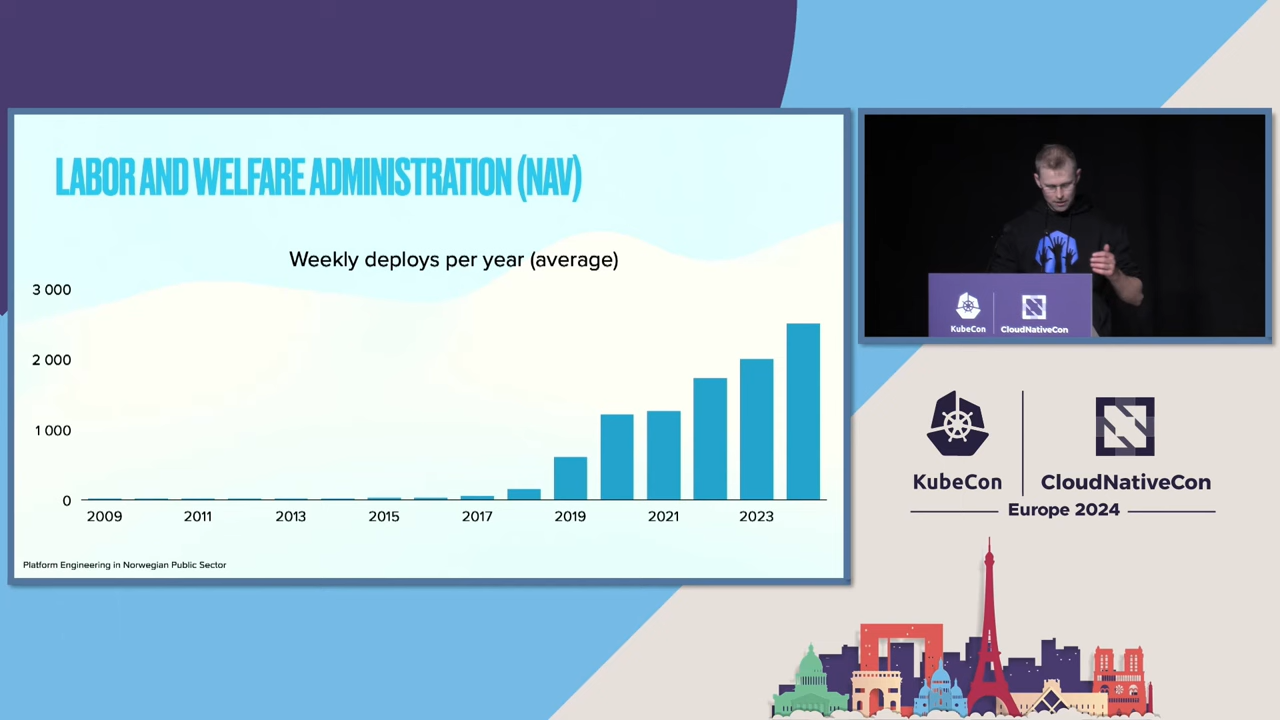 LABOR AND WELFARE ADMINISTRATION (NAV)
Weekly deploys per year (average)
3 000
2 000
1 000
0
2009 2011 2013 2015 2017 2019 2021 2023
Platform Engineering in Norwegian Public Sector
KubeCon CloudNativeCon
KubeCon CloudNativeCon
Europe 2024